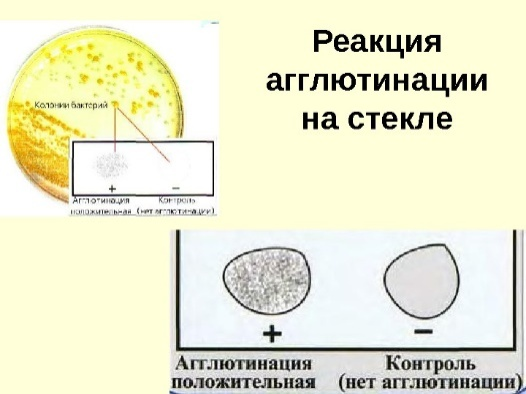 Реакция
агглютинации
на стекле
Колонии бактерий
+
–
Агглютинация Контроль
положительная (нет агглютинации)
+
–
Агглютинация Контроль
положительная (нет агглютинации)